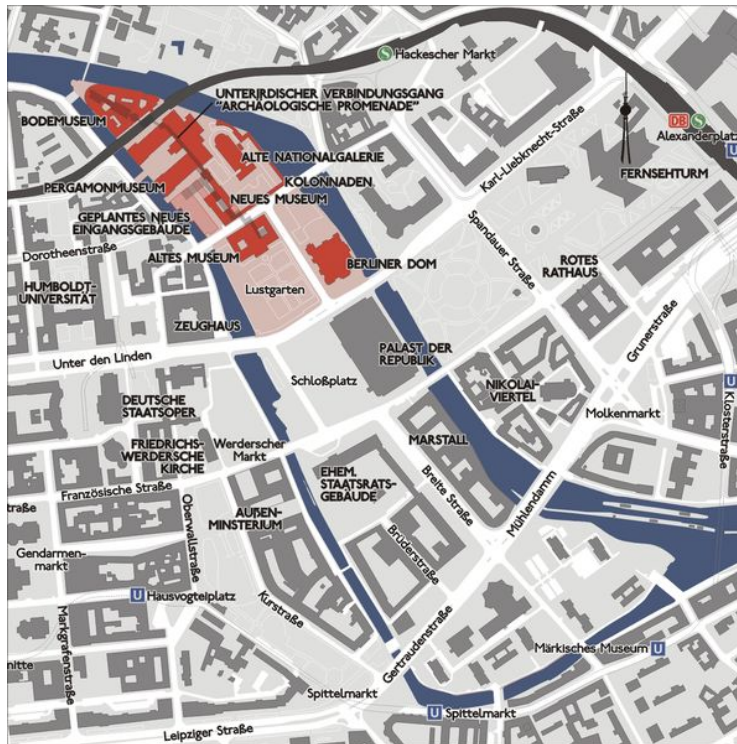 Hackescher Markt
UNTERIRDISCHER VERBINDUNGSGANG
"ARCHÄOLOGISCHE PROMENADE"
BODEMUSEUM
DB
Alexanderplatz
ALTE NATIONALGALERIE
Karl-Liebknecht-Straße
FERNSEHTURM
PERGAMONMUSEUM
KOLONNADEN
NEUES MUSEUM
GEPLANTES NEUES
EINGANGSGEBÄUDE
Dorotheenstraße
Spandauer Straße
ALTES MUSEUM
BERLINER DOM
ROTES
RATHAUS
HUMBOLDT-
UNIVERSITÄT
Lustgarten
Grunerstraße
ZEUGHAUS
Unter den Linden
PALAST DER
REPUBLIK
Schloßplatz
NIKOLAI-
VIERTEL
U
Klosterstraße
DEUTSCHE
STAATSOPER
Molkenmarkt
FRIEDRICHS-
WERDERSCHE
KIRCHE
Werderscher
Markt
MARSTALL
EHEM.
STAATSRATS-
GEBÄUDE
Breite Straße
Französische Straße
Mühlendamm
traße
Oberwallstraße
AUßEN-
MINSTERIUM
Brüderstraße
Gendarmen-
markt
U Hausvogteiplatz
Kurstraße
Markgrafenstraße
Gertraudenstraße
Märkisches Museum U
nitte
Spittelmarkt
U Spittelmarkt
Leipziger Straße